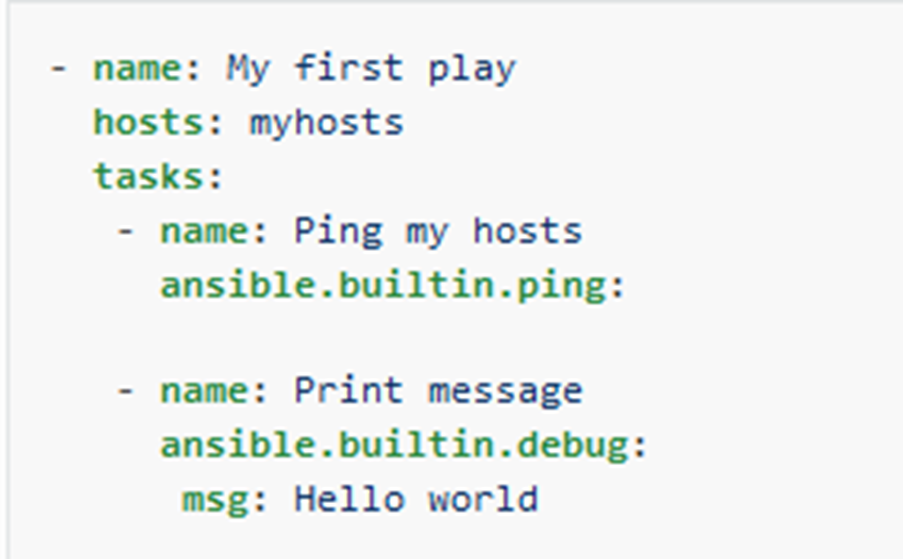 - name: My first play
  hosts: myhosts
  tasks:
   - name: Ping my hosts
     ansible.builtin.ping:

   - name: Print message
     ansible.builtin.debug:
      msg: Hello world